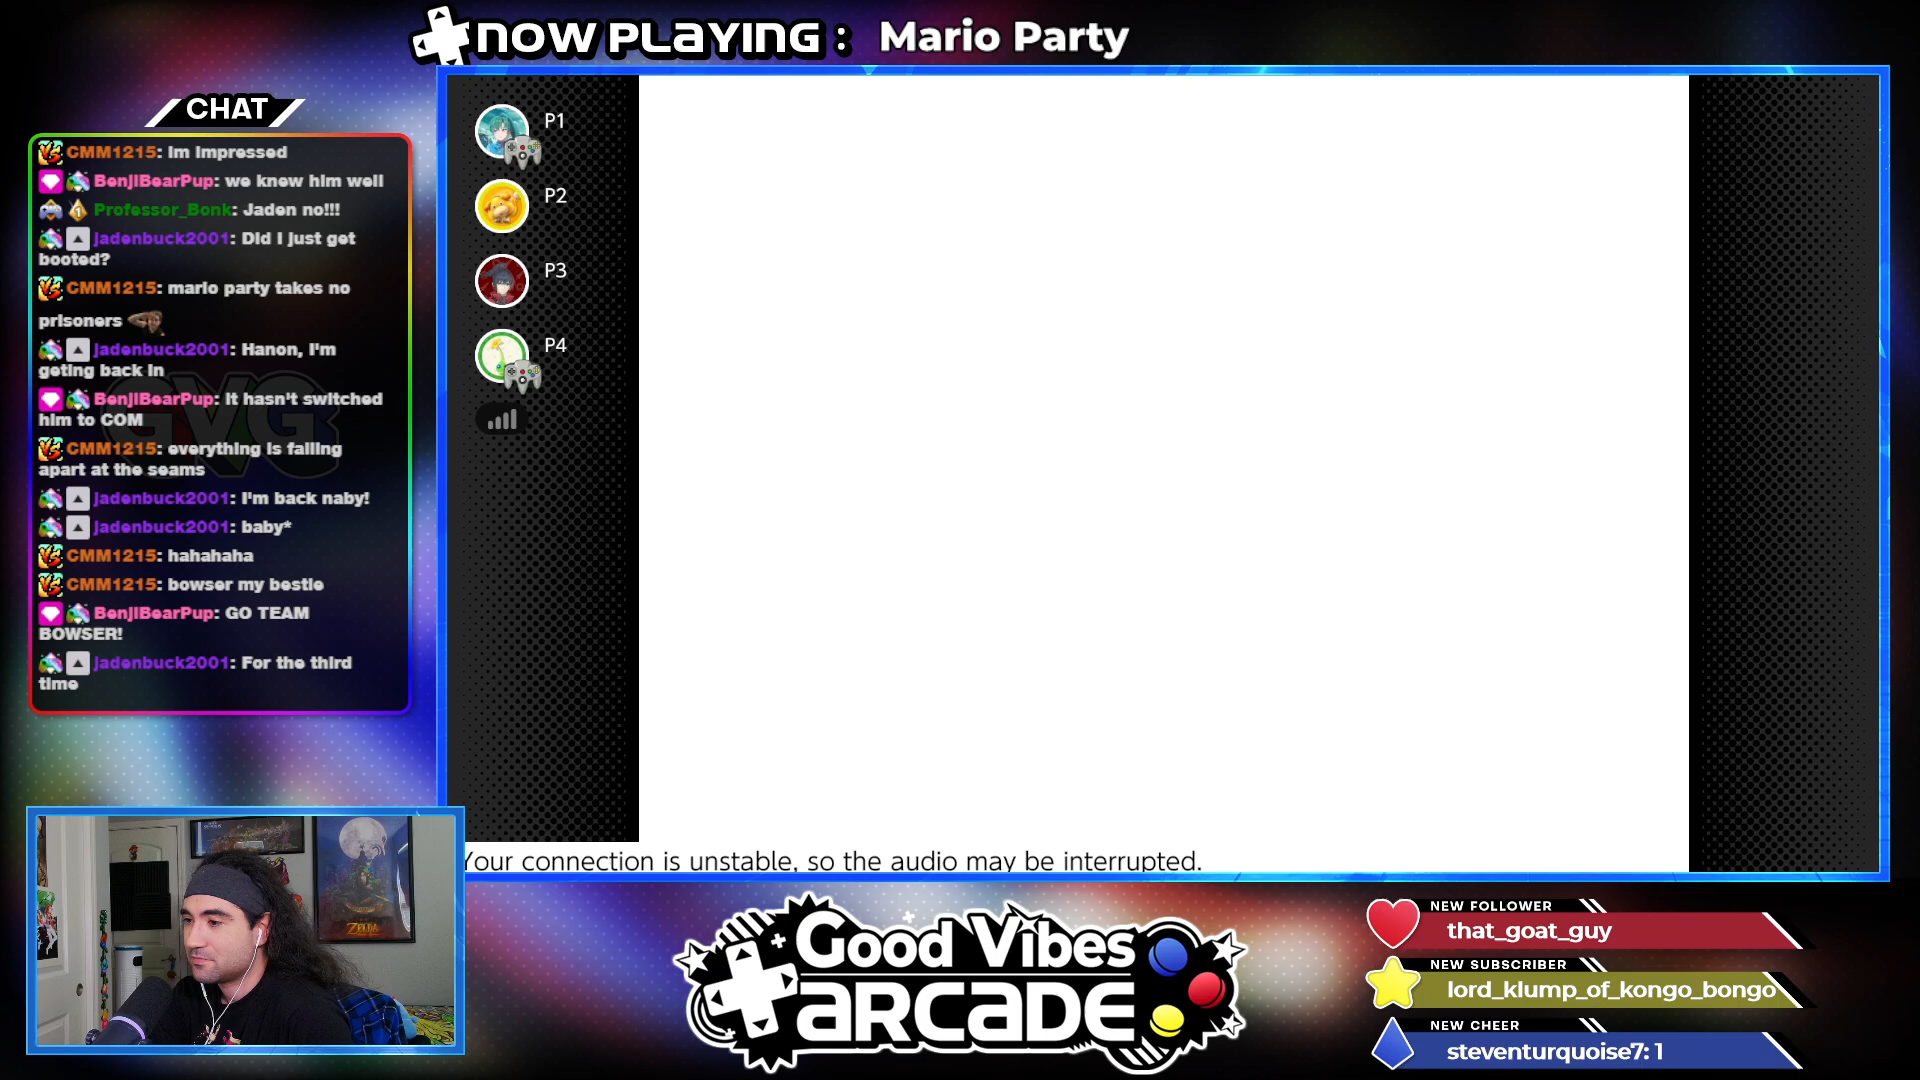 NOW PLAYING : Mario Party
CHAT
CMM1215: Im Impressed
BenjiBearPup: we knew him well
Professor_Bonk: Jaden no!!!
jadenbuck2001: Did I just get
booted?
CMM1215: mario party takes no
prisoners
jadenbuck2001: Hanon, I'm
geting back in
BenjiBearPup: it hasn't switched
him to COM
CMM1215: everything is falling
apart at the seams
jadenbuck2001: I'm back naby!
jadenbuck2001: baby*
CMM1215: hahahaha
CMM1215: bowser my bestie
BenjiBearPup: GO TEAM
BOWSER!
jadenbuck2001: For the third
time
GVG
P1
P2
P3
P4
Your connection is unstable, so the audio may be interrupted.
ZELDA
Good Vibes
ARCADE
NEW FOLLOWER
that_goat_guy
NEW SUBSCRIBER
lord_klump_of_kongo_bongo
NEW CHEER
steventurquoise7: 1